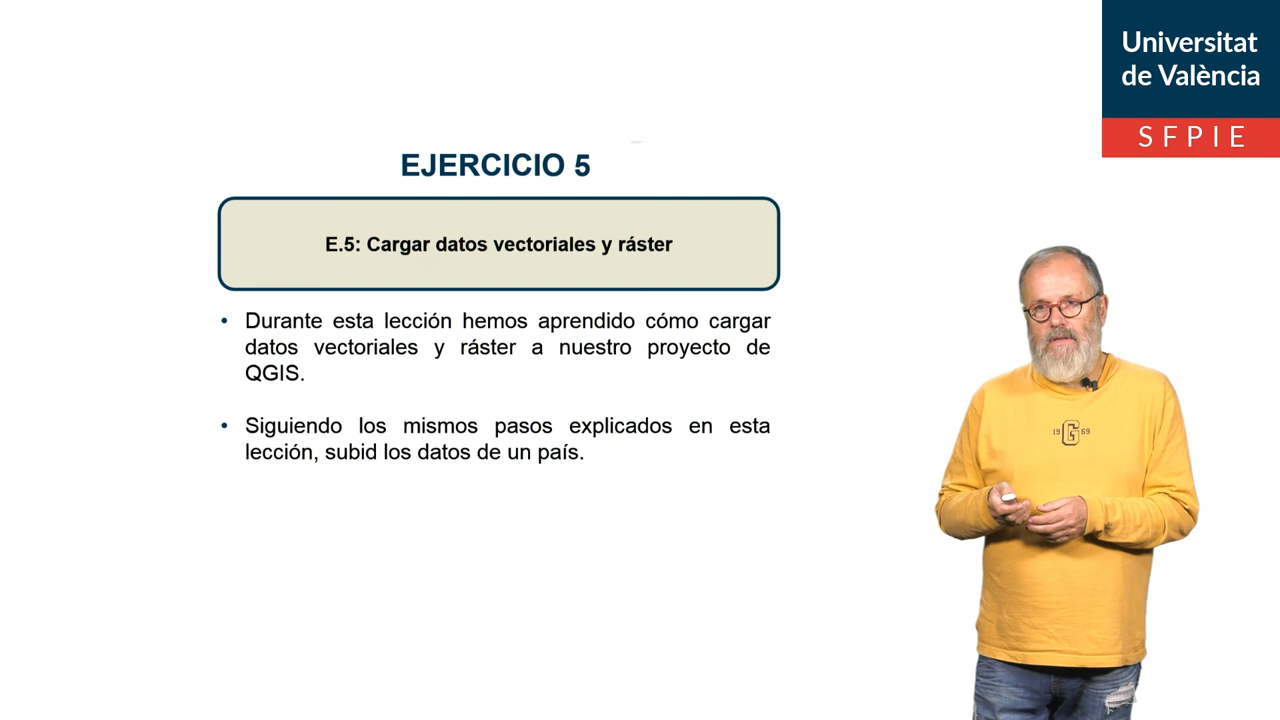 Universitat
de València
SFPIE
EJERCICIO 5
E.5: Cargar datos vectoriales y ráster
• Durante esta lección hemos aprendido cómo cargar
datos vectoriales y ráster a nuestro proyecto de
QGIS.
• Siguiendo los mismos pasos explicados en esta
lección, subid los datos de un país.
19 G 69